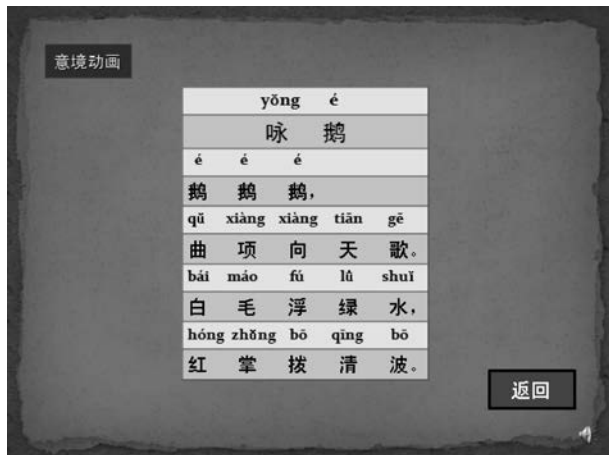 意境动画
yǒng é
咏 鹅
é é é
鹅 鹅 鹅，
qū xiàng xiàng tiān gē
曲 项 向 天 歌。
bái máo fú lǜ shuǐ
白 毛 浮 绿 水，
hóng zhǒng bō qīng bō
红 掌 拨 清 波。
返回